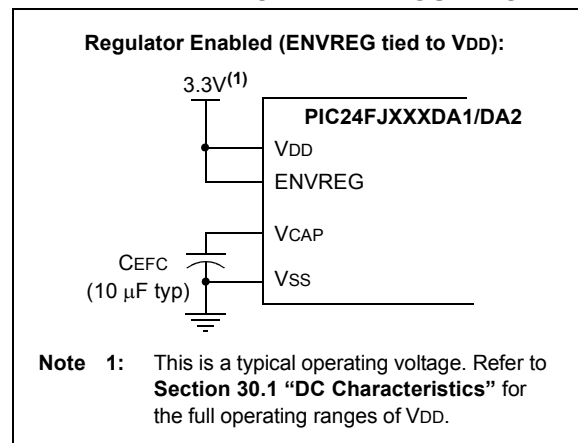 Regulator Enabled (ENVREG tied to VDD):
3.3V(1)
PIC24FJXXXDA1/DA2
VDD
ENVREG
VCAP
CEFC
(10 μF typ)
VSS
Note 1: This is a typical operating voltage. Refer to
Section 30.1 “DC Characteristics” for
the full operating ranges of VDD.